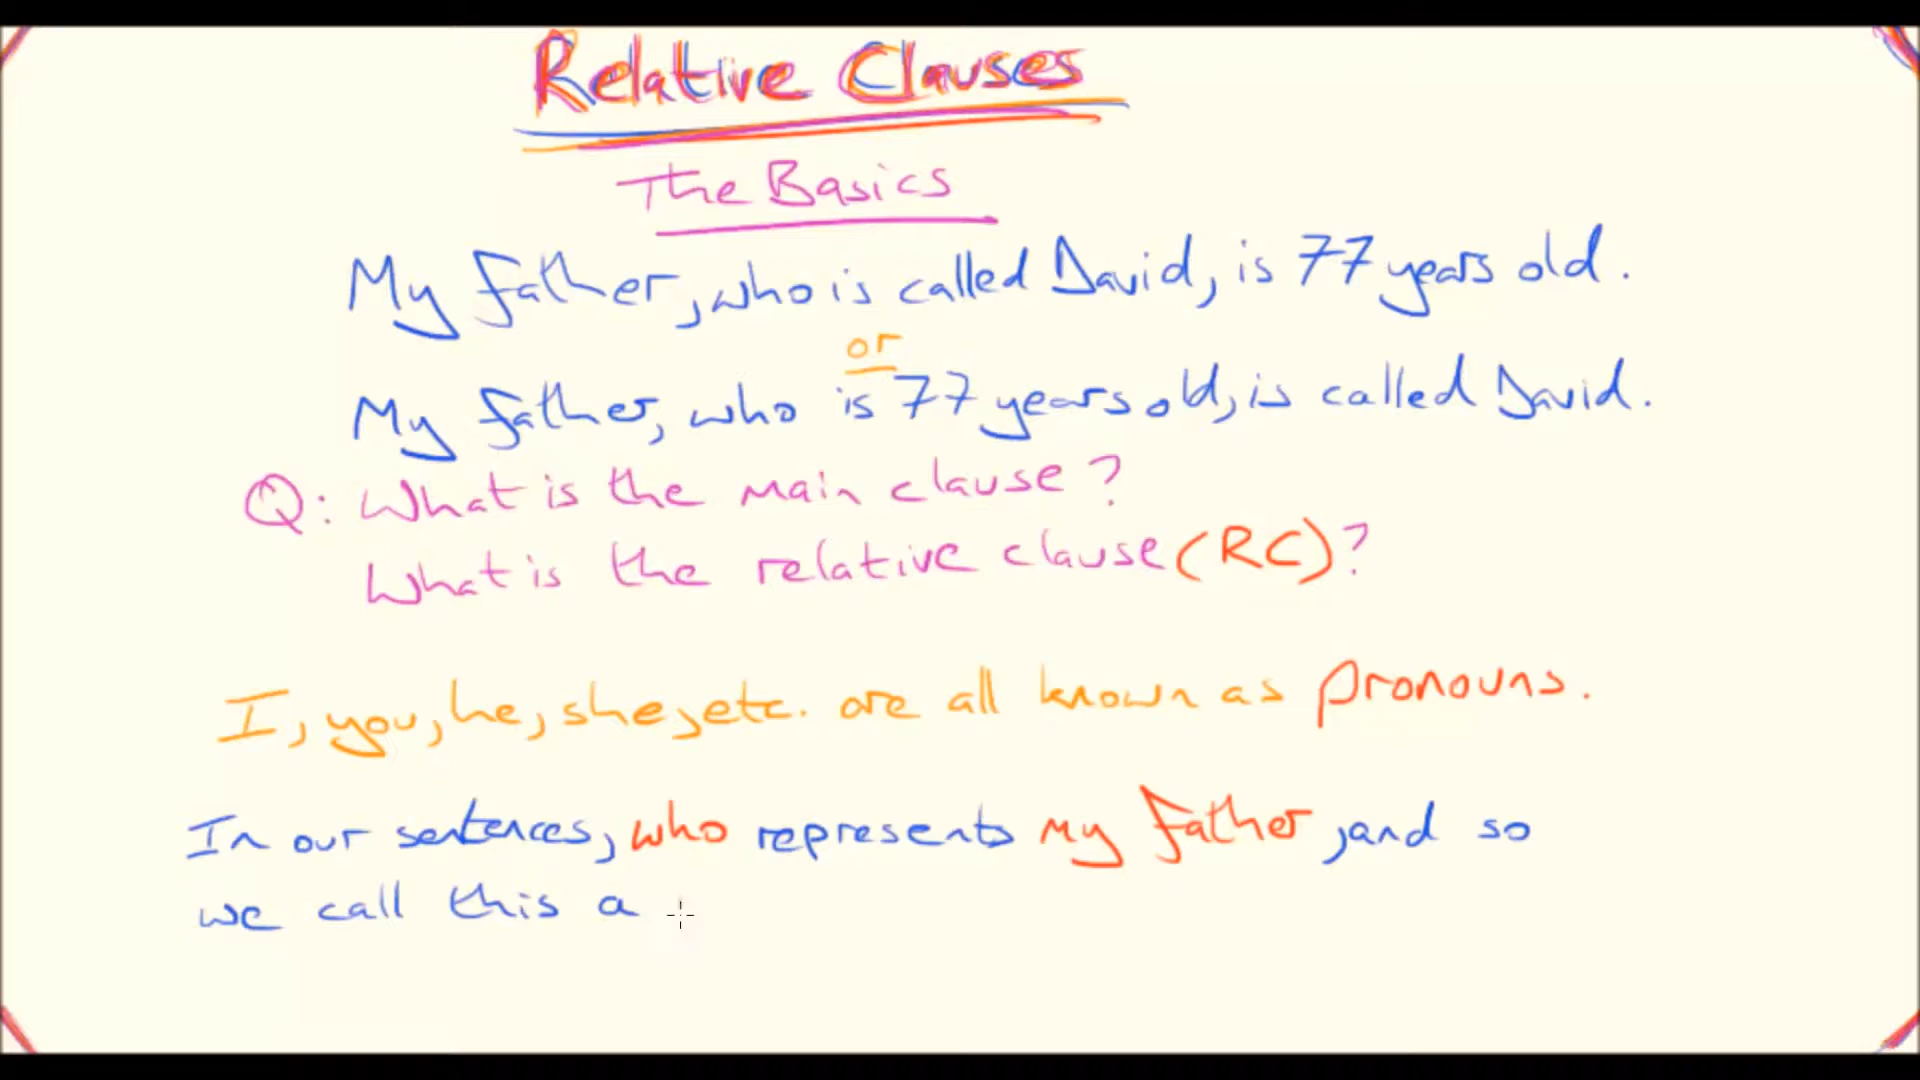 Relative Clauses
The Basics
My father, who is called David, is 77 years old.
or
My father, who is 77 years old, is called David.
Q: What is the main clause?
What is the relative clause (RC)?
I, you, he, she, etc. are all known as pronouns.
In our sentences, who represents my father, and so
we call this a